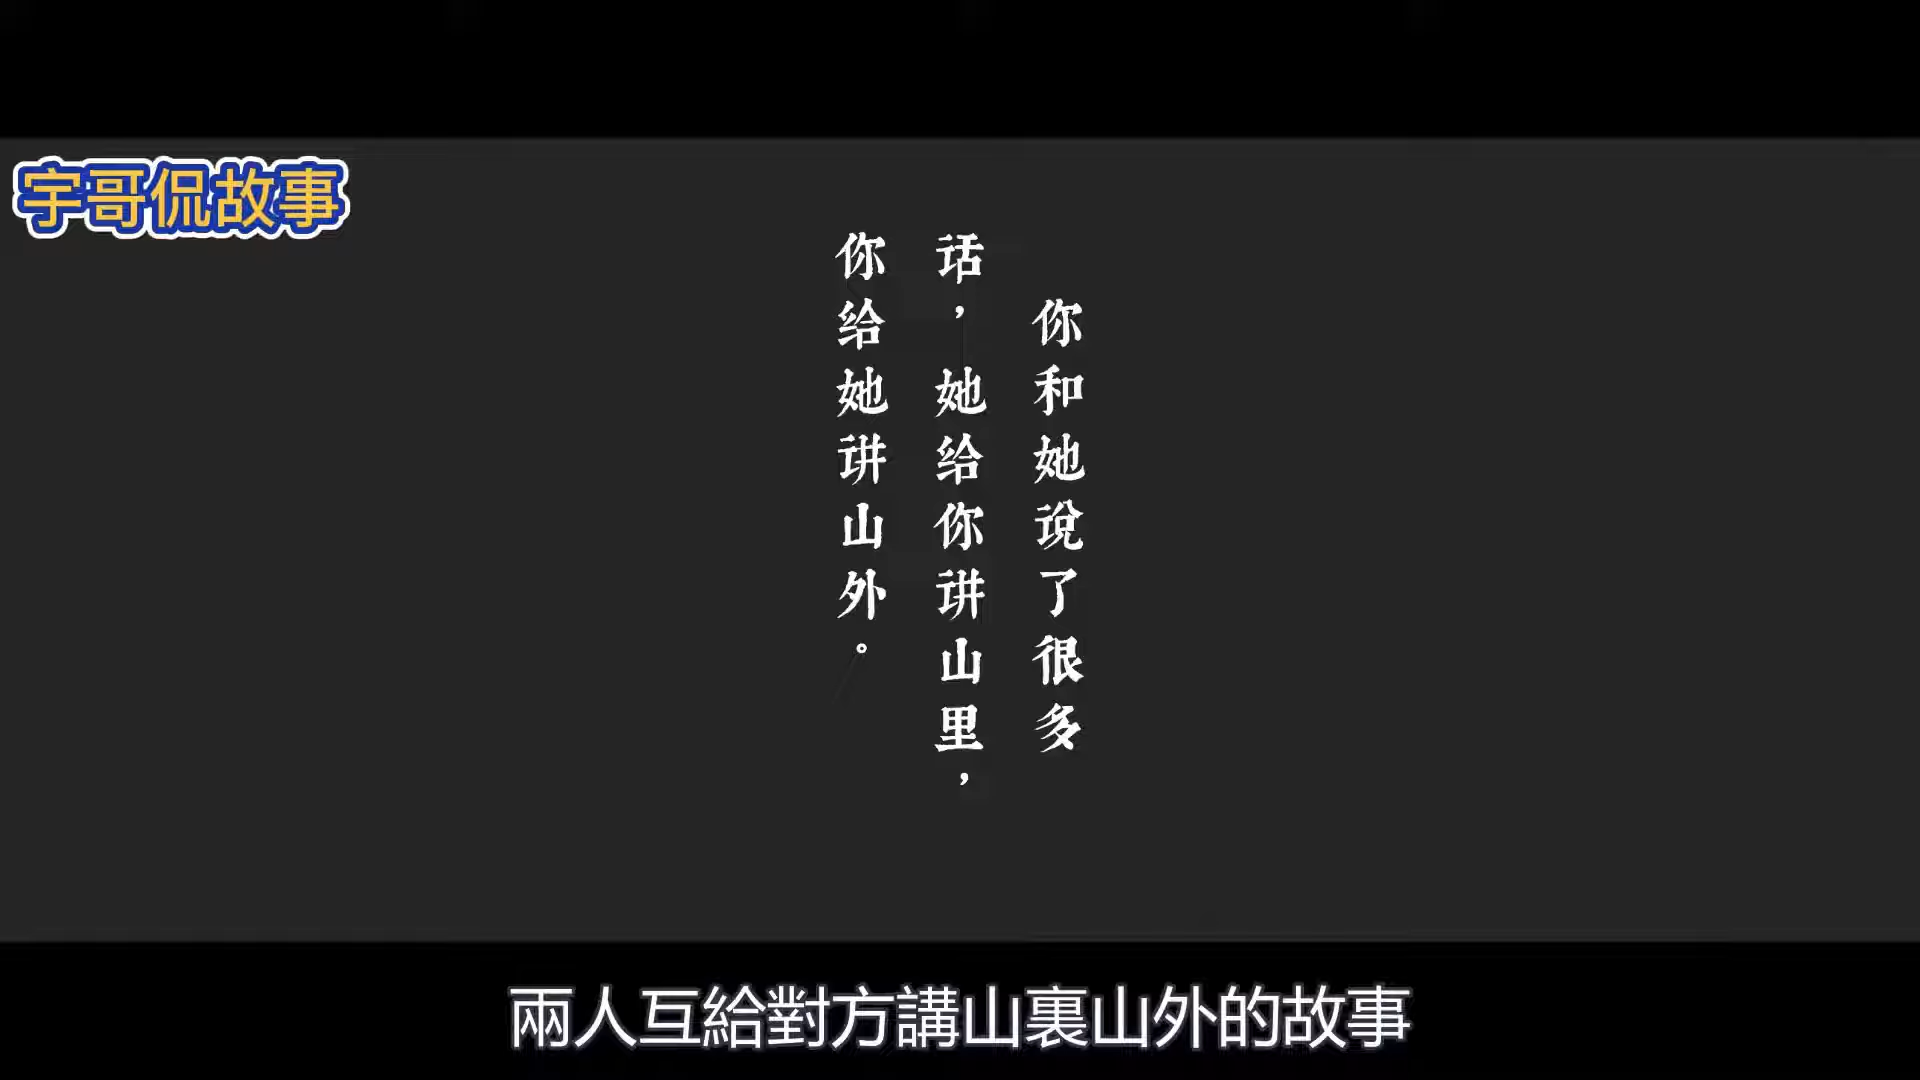 宇哥侃故事
你和她说了很多
话，她给你讲山里，
你给她讲山外。
兩人互給對方講山裏山外的故事